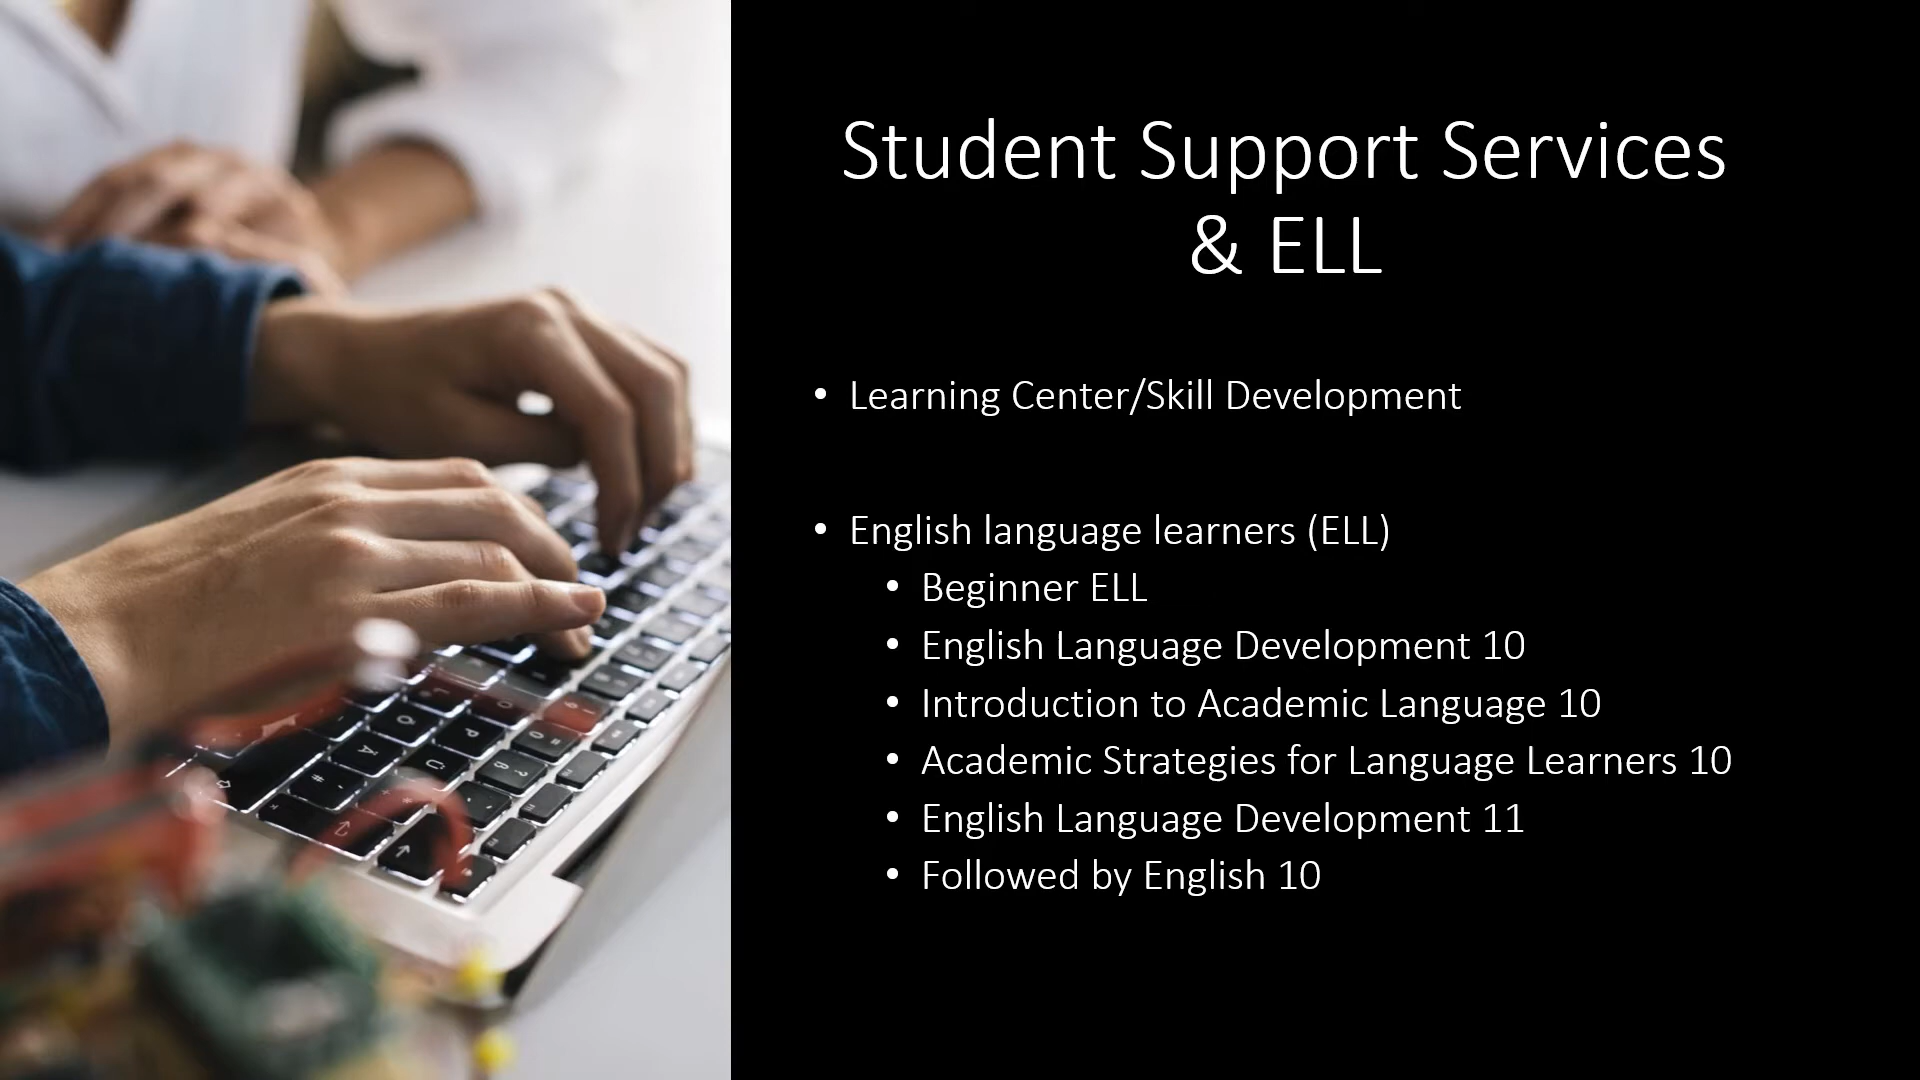 Student Support Services
& ELL
• Learning Center/Skill Development
• English language learners (ELL)
• Beginner ELL
• English Language Development 10
• Introduction to Academic Language 10
• Academic Strategies for Language Learners 10
• English Language Development 11
• Followed by English 10